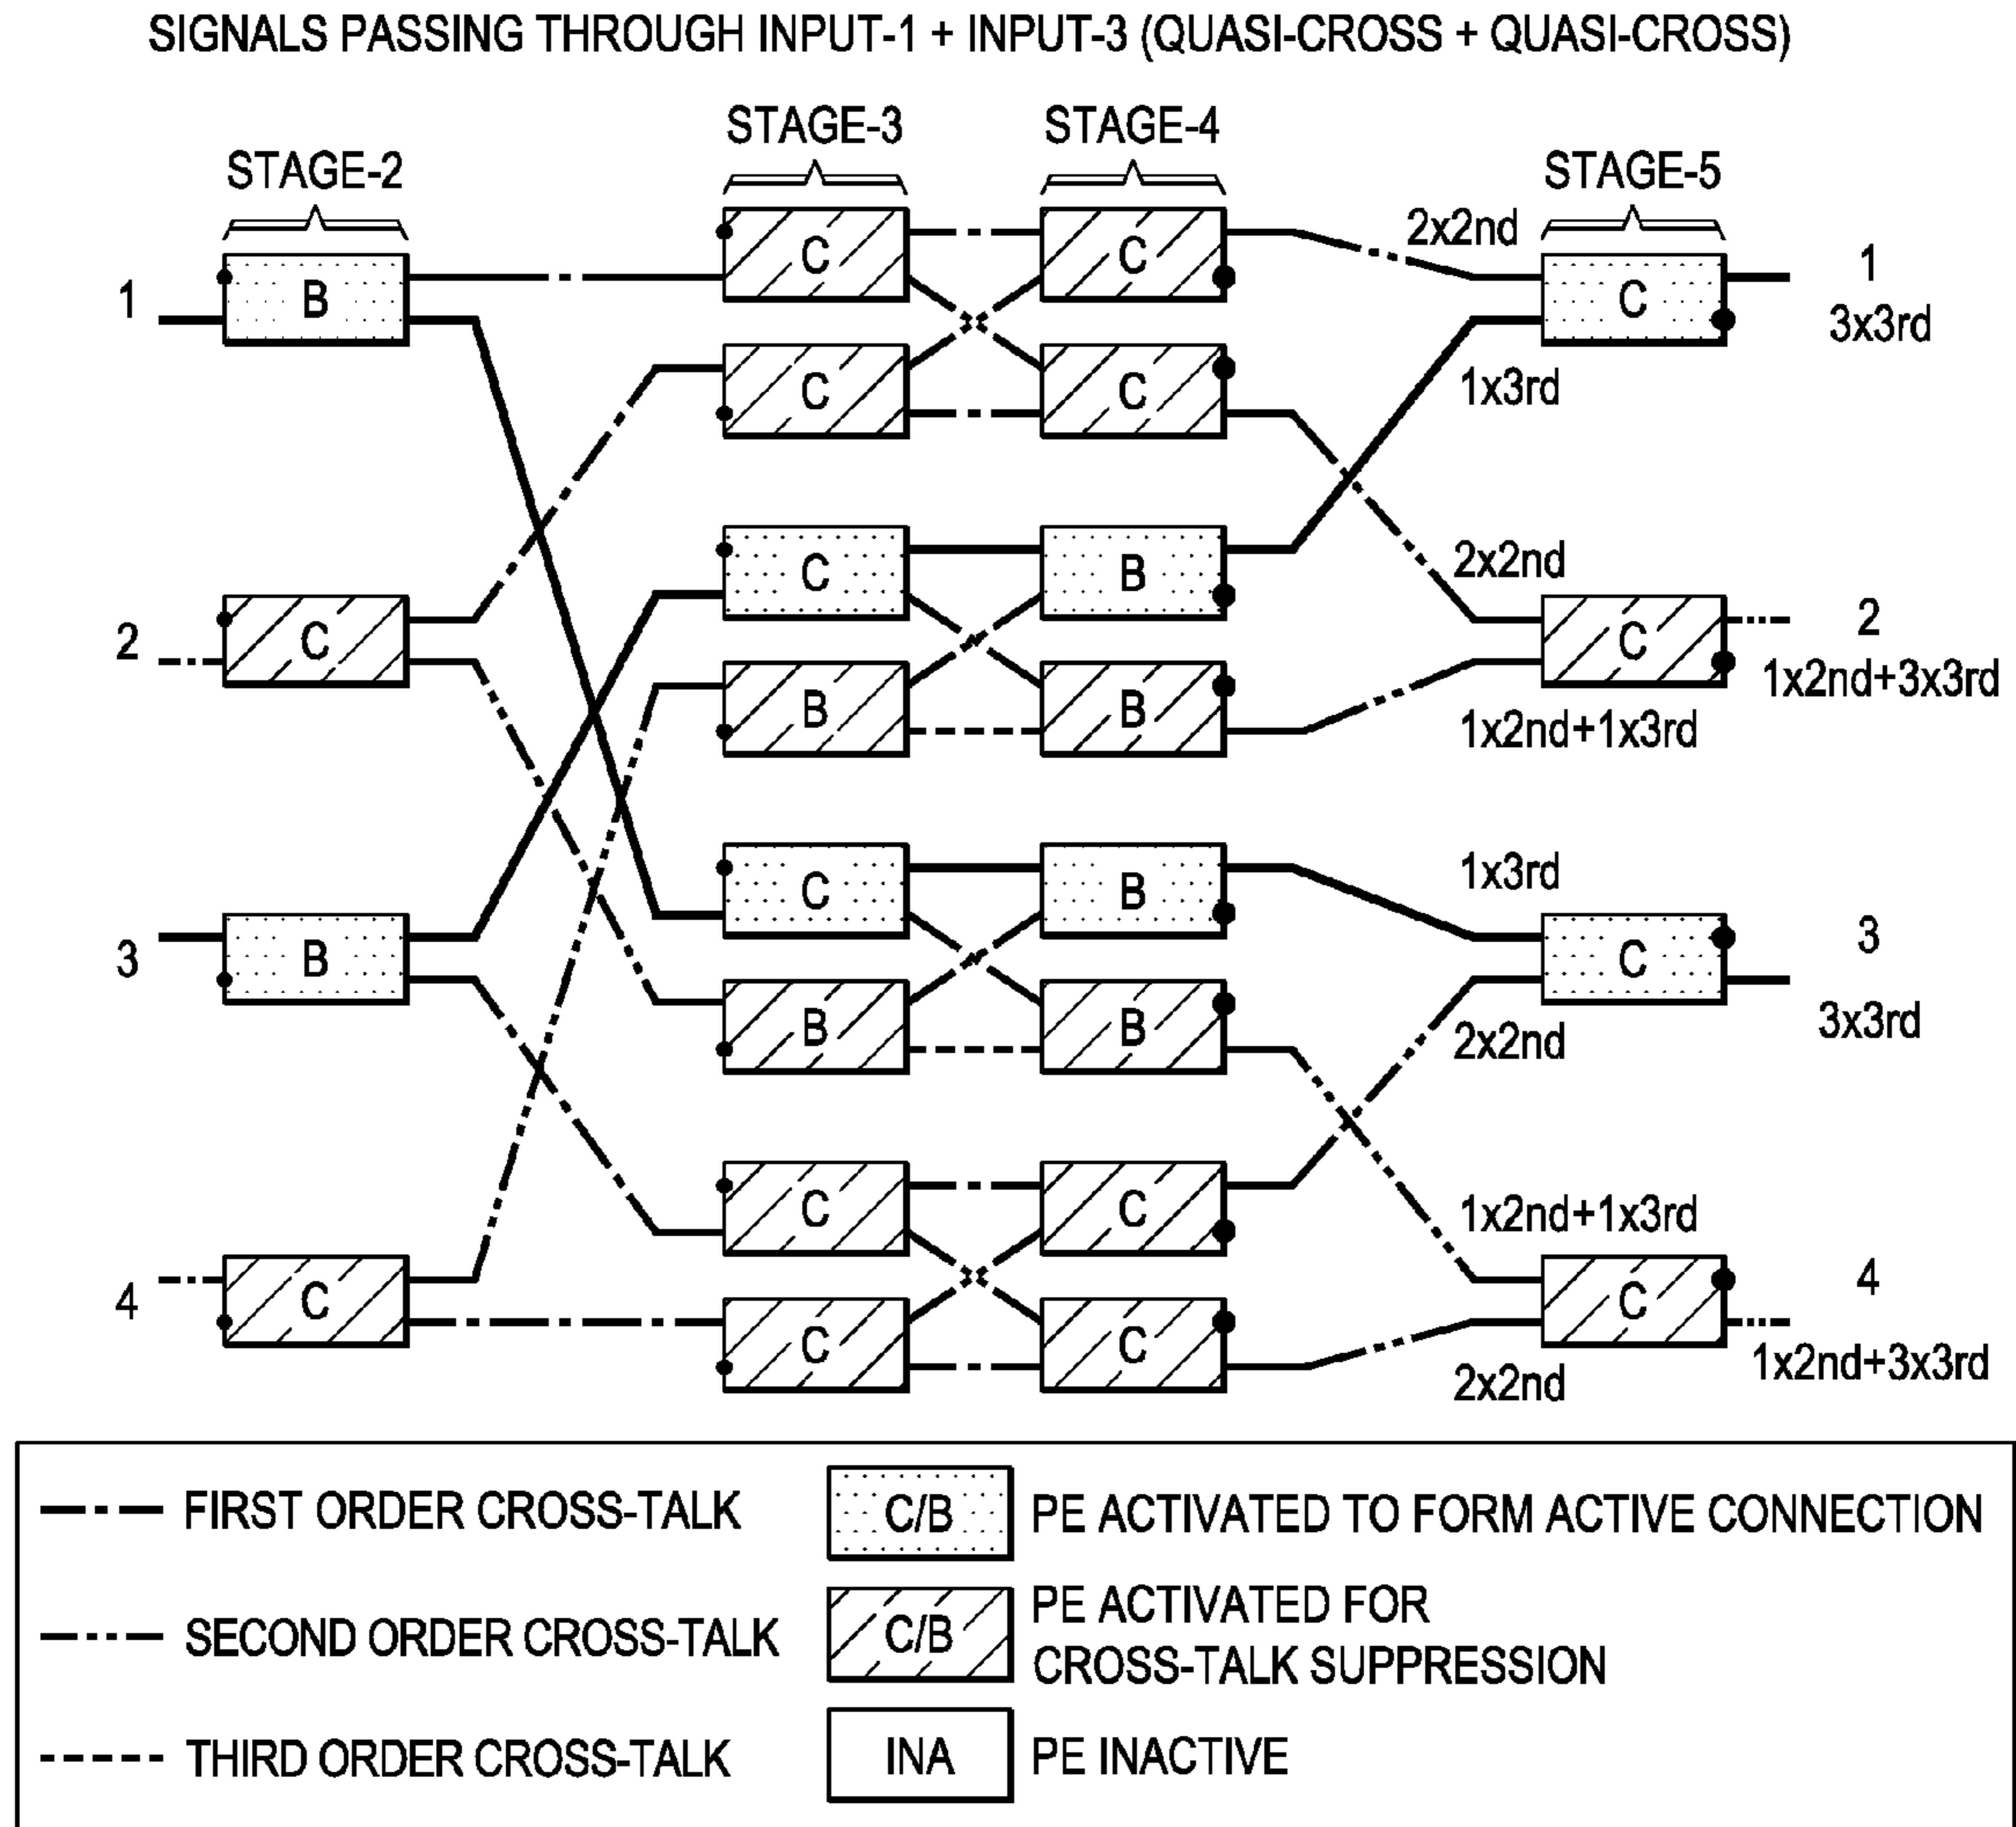 SIGNALS PASSING THROUGH INPUT-1 + INPUT-3 (QUASI-CROSS + QUASI-CROSS)
STAGE-2
STAGE-3
STAGE-4
STAGE-5
1
B
C
C
2x2nd
C
1
3x3rd
C
C
1x3rd
2
C
C
B
2x2nd
C
2
1x2nd+3x3rd
B
B
1x2nd+1x3rd
3
B
C
B
1x3rd
C
3
3x3rd
B
B
2x2nd
4
C
C
C
1x2nd+1x3rd
C
4
1x2nd+3x3rd
C
C
2x2nd
FIRST ORDER CROSS-TALK
C/B
PE ACTIVATED TO FORM ACTIVE CONNECTION
SECOND ORDER CROSS-TALK
C/B
PE ACTIVATED FOR
CROSS-TALK SUPPRESSION
THIRD ORDER CROSS-TALK
INA
PE INACTIVE